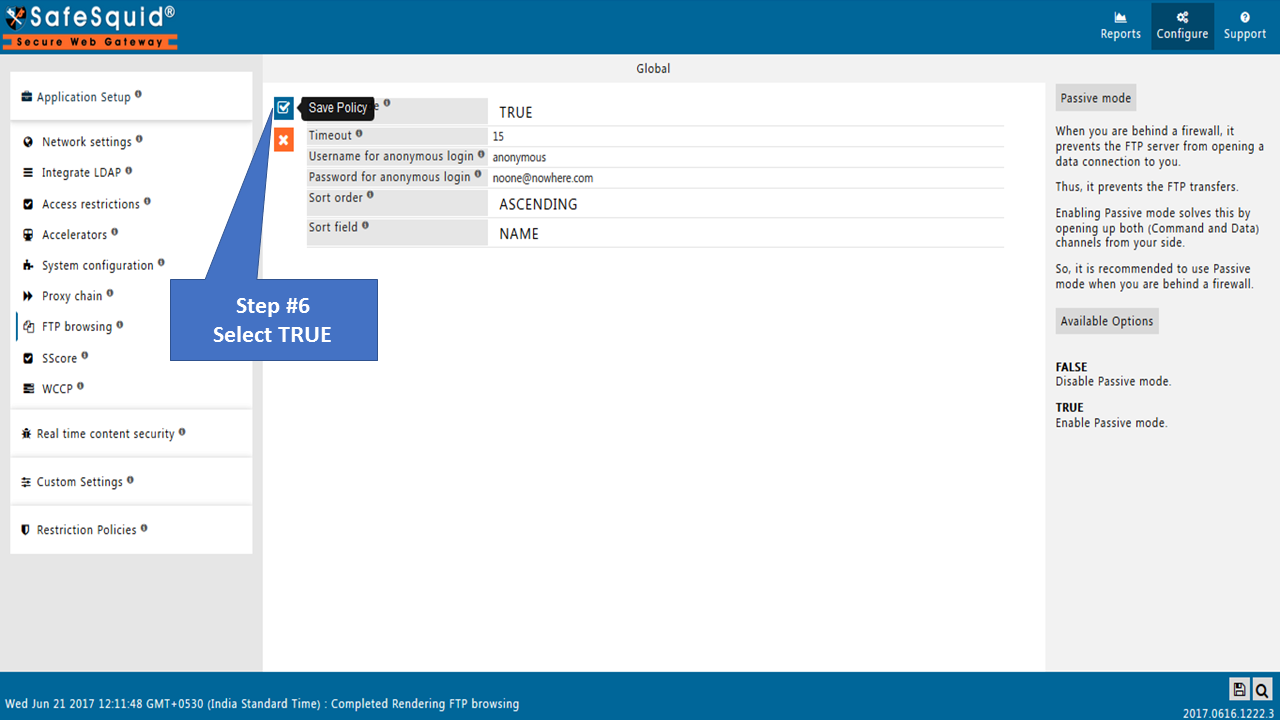 SafeSquid®
Secure Web Gateway
Reports
Configure
Support
Application Setup
Network settings
Integrate LDAP
Access restrictions
Accelerators
System configuration
Proxy chain
FTP browsing
SScore
WCCP
Real time content security
Custom Settings
Restriction Policies
Global
Save Policy
e
TRUE
Timeout
15
Username for anonymous login
anonymous
Password for anonymous login
noone@nowhere.com
Sort order
ASCENDING
Sort field
NAME
Step #6
Select TRUE
Passive mode
When you are behind a firewall, it
prevents the FTP server from opening a
data connection to you.
Thus, it prevents the FTP transfers.
Enabling Passive mode solves this by
opening up both (Command and Data)
channels from your side.
So, it is recommended to use Passive
mode when you are behind a firewall.
Available Options
FALSE
Disable Passive mode.
TRUE
Enable Passive mode.
Wed Jun 21 2017 12:11:48 GMT+0530 (India Standard Time) : Completed Rendering FTP browsing
2017.0616.1222.3